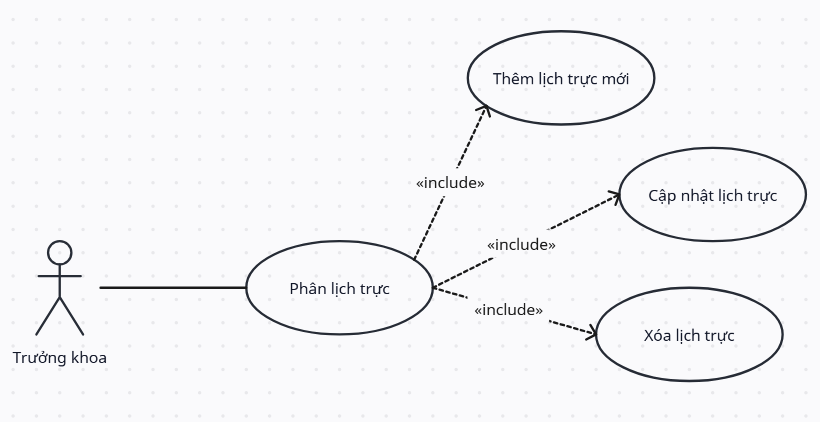 Thêm lịch trực mới
«include»
Cập nhật lịch trực
«include»
Phân lịch trực
«include»
Xóa lịch trực
Trưởng khoa